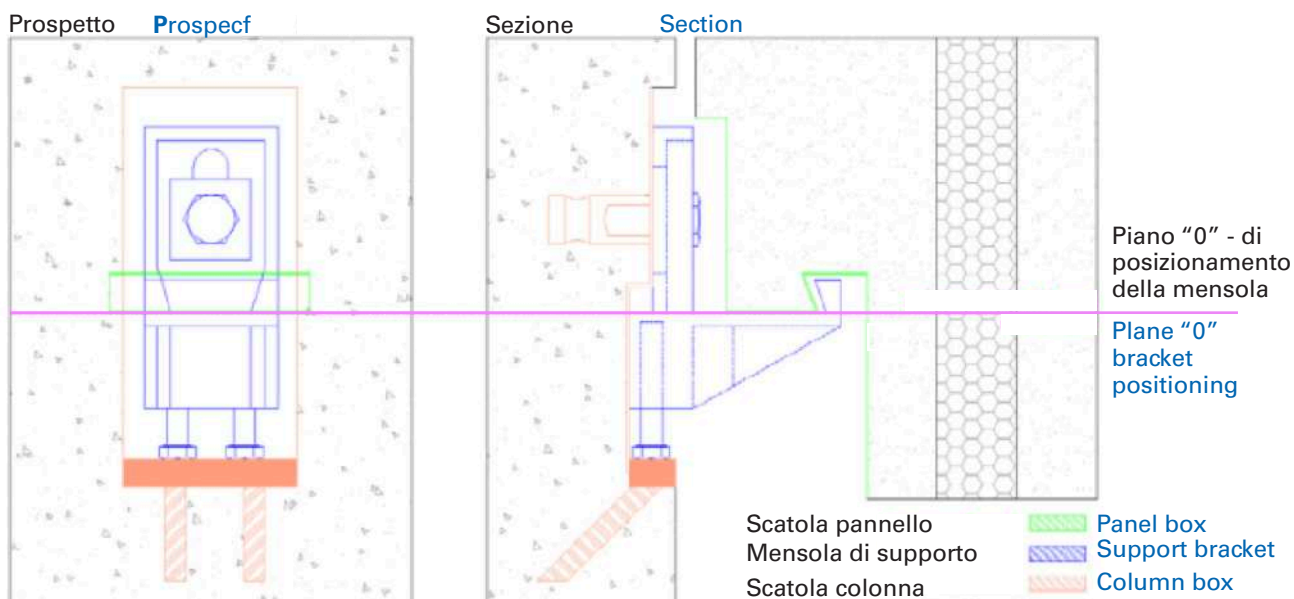 Prospetto Prospecf
Sezione Section
Piano “0” - di
posizionamento
della mensola
Plane “0”
bracket
positioning
Scatola pannello Panel box
Mensola di supporto Support bracket
Scatola colonna Column box